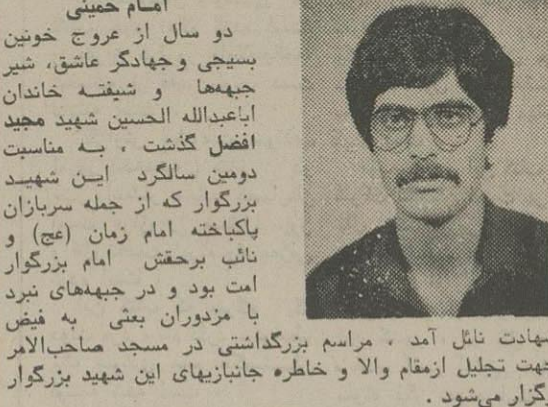 امام خمینی
دو سال از عروج خونین
بسیجی و جهادگر عاشق، شیر
جبهه‌ها و شیفته خاندان
اباعبدالله الحسین شهید مجید
افضل گذشت ، به مناسبت
دومین سالگرد این شهید
بزرگوار که از جمله سربازان
پاکباخته امام زمان (عج) و
نائب برحقش امام بزرگوار
امت بود و در جبهه‌های نبرد
با مزدوران بعثی به فیض
شهادت نائل آمد ، مراسم بزرگداشتی در مسجد صاحب‌الامر
جهت تجلیل ازمقام والا و خاطره جانبازیهای این شهید بزرگوار
برگزار می‌شود .